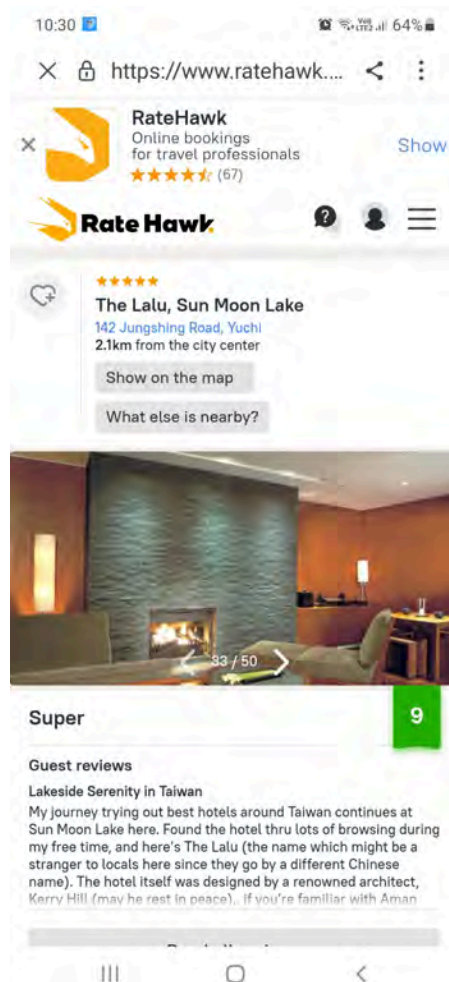 10:30
64%
https://www.ratehawk....
RateHawk
Online bookings
for travel professionals
Show
(67)
Rate Hawk.
The Lalu, Sun Moon Lake
142 Jungshing Road, Yuchi
2.1km from the city center
Show on the map
What else is nearby?
33 / 50
Super
9
Guest reviews
Lakeside Serenity in Taiwan
My journey trying out best hotels around Taiwan continues at
Sun Moon Lake here. Found the hotel thru lots of browsing during
my free time, and here's The Lalu (the name which might be a
stranger to locals here since they go by a different Chinese
name). The hotel itself was designed by a renowned architect,
Kerry Hill (may he rest in peace).. if you're familiar with Aman